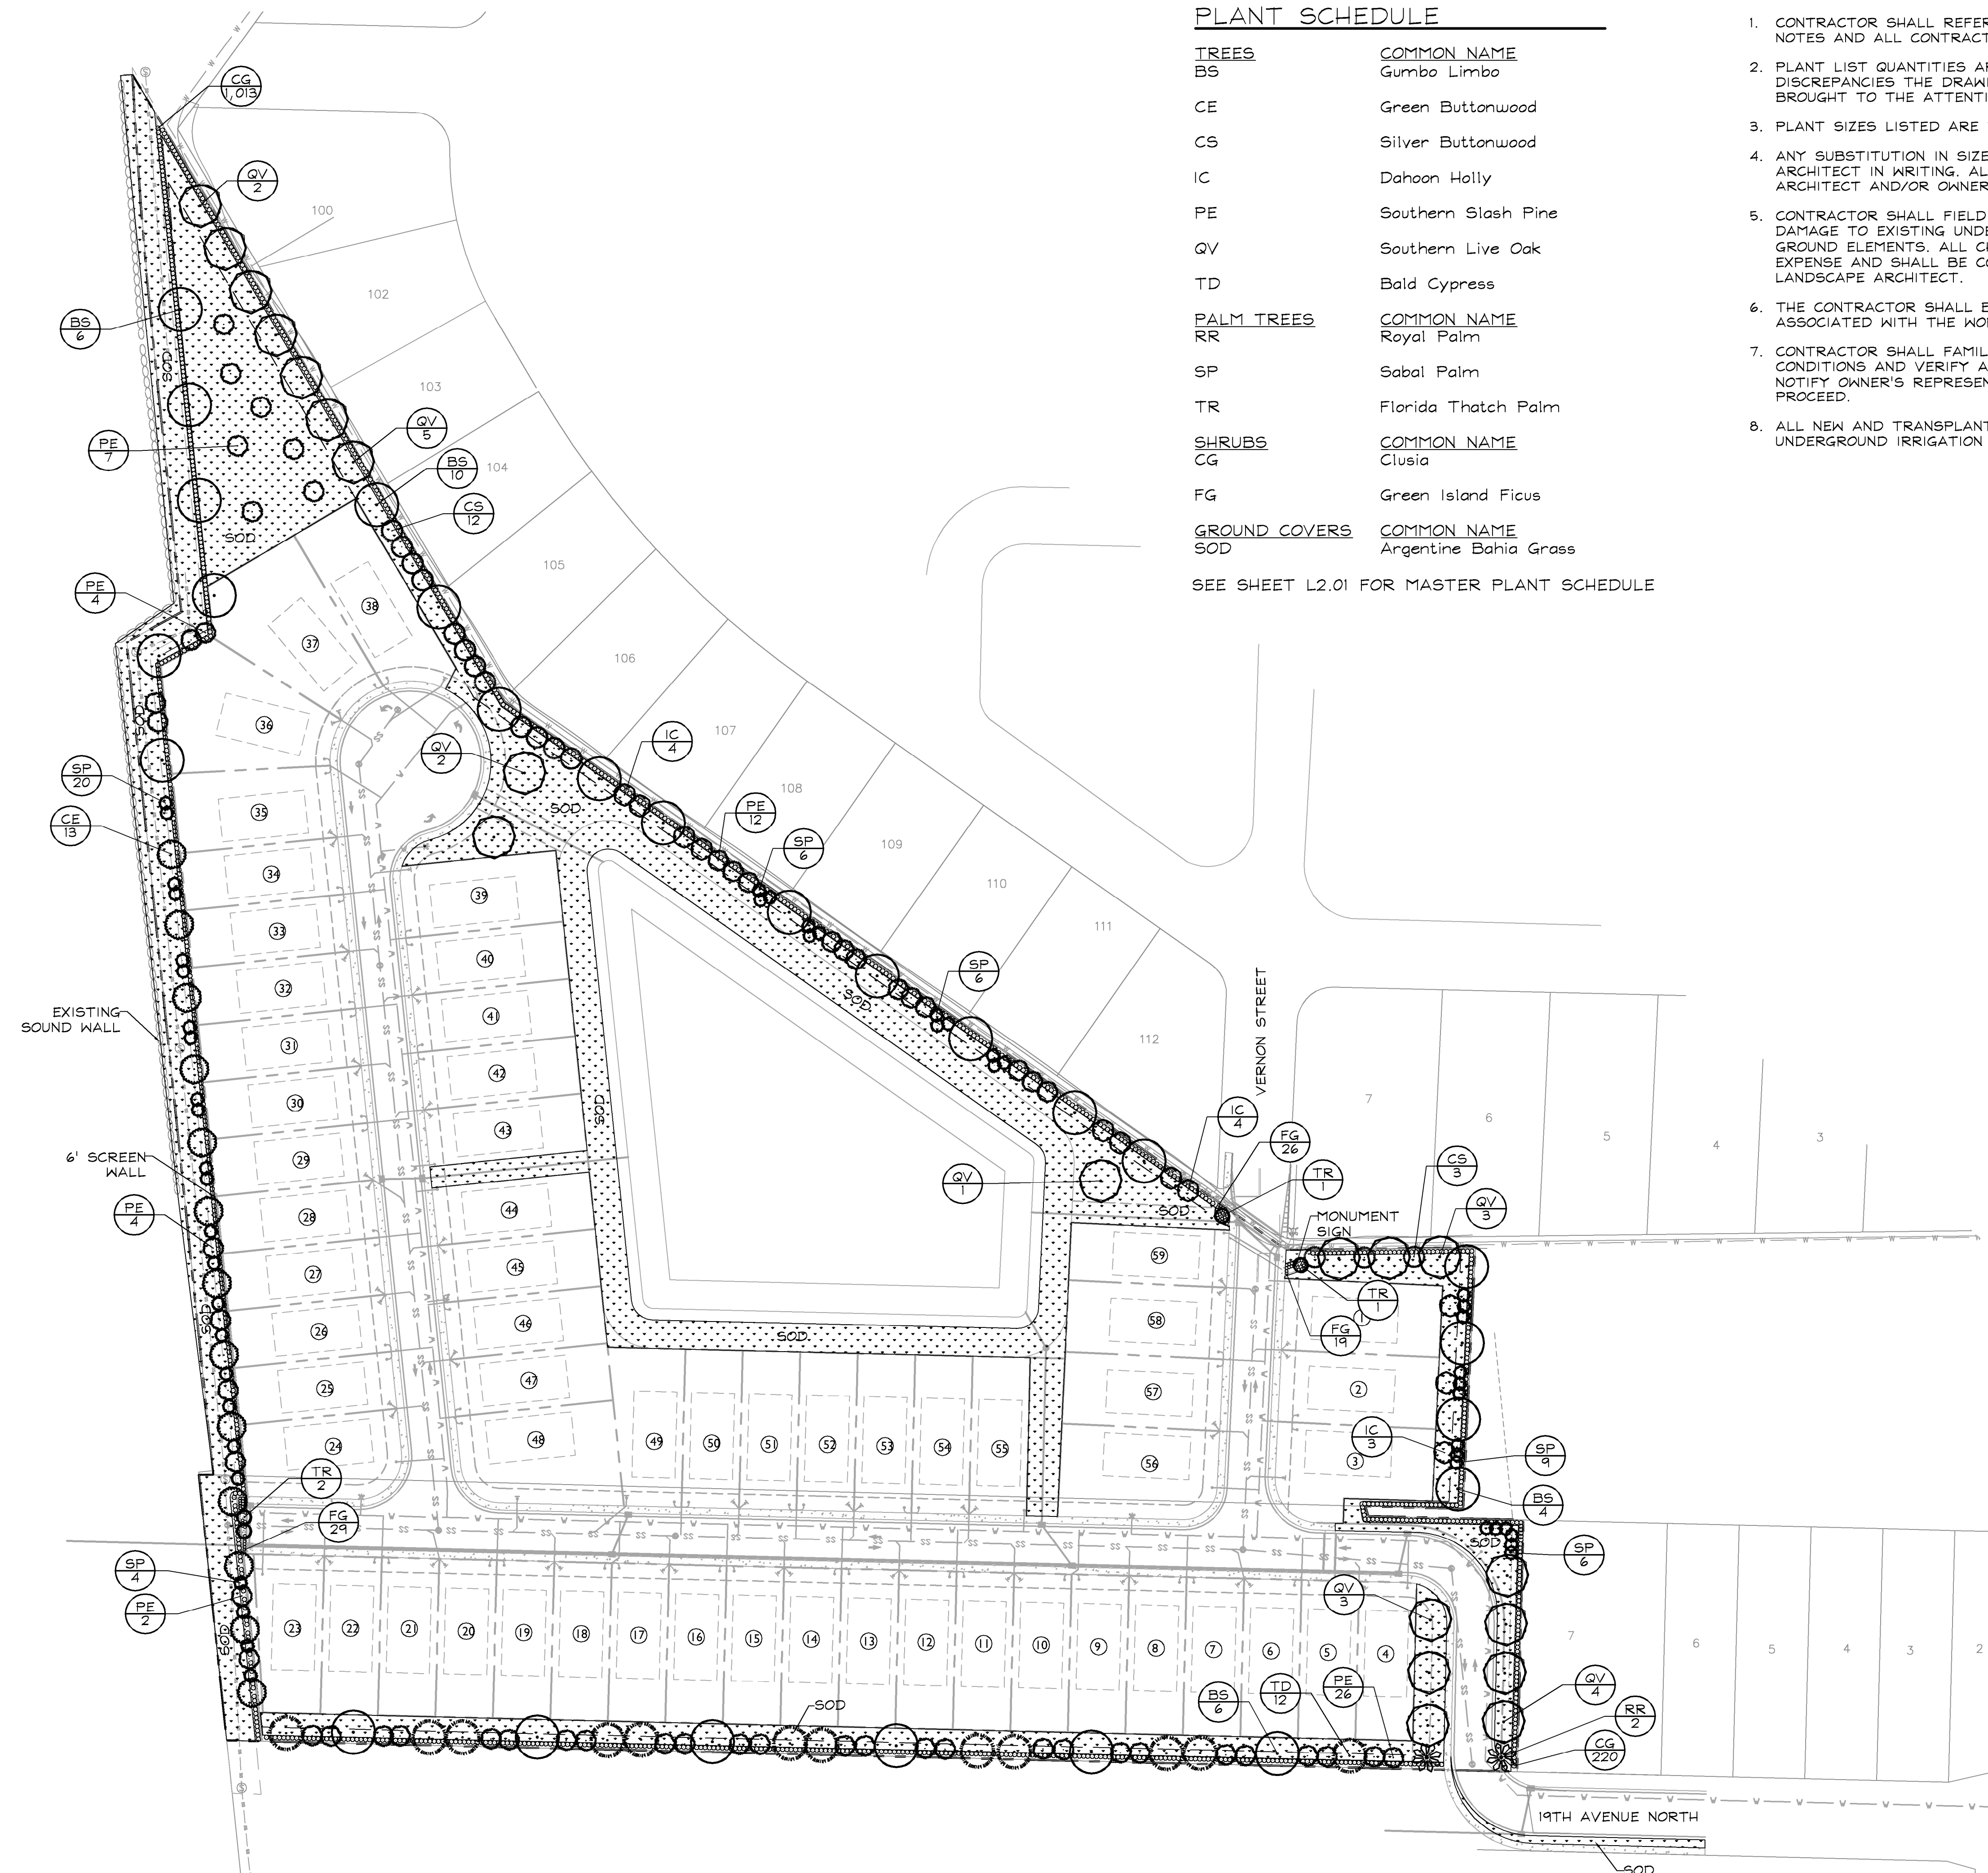 PLANT SCHEDULE
TREES COMMON NAME
BS Gumbo Limbo
CE Green Buttonwood
CS Silver Buttonwood
IC Dahoon Holly
PE Southern Slash Pine
QV Southern Live Oak
TD Bald Cypress
PALM TREES COMMON NAME
RR Royal Palm
SP Sabal Palm
TR Florida Thatch Palm
SHRUBS COMMON NAME
CG Clusia
FG Green Island Ficus
GROUND COVERS COMMON NAME
SOD Argentine Bahia Grass
SEE SHEET L2.01 FOR MASTER PLANT SCHEDULE
1. CONTRACTOR SHALL REFER
NOTES AND ALL CONTRACT
2. PLANT LIST QUANTITIES
DISCREPANCIES THE
BROUGHT TO THE
3. PLANT SIZES LISTED ARE
4. ANY SUBSTITUTION IN SIZE
ARCHITECT IN WRITING.
ARCHITECT AND/OR OWNER
5. CONTRACTOR SHALL FIELD
DAMAGE TO EXISTING
GROUND ELEMENTS. ALL
EXPENSE AND SHALL BE
LANDSCAPE ARCHITECT.
6. THE CONTRACTOR SHALL
ASSOCIATED WITH THE
7. CONTRACTOR SHALL
CONDITIONS AND VERIFY
NOTIFY OWNER'S
PROCEED.
8. ALL NEW AND
UNDERGROUND IRRIGATION
CG
1,013
QV
2
BS
6
PE
7
QV
5
BS
10
CS
12
PE
4
SP
20
CE
13
QV
2
IC
4
PE
12
SP
6
SP
6
IC
4
FG
26
TR
1
QV
1
CS
3
QV
3
TR
1
FG
19
IC
3
SP
9
BS
4
SP
6
QV
3
QV
4
RR
2
CG
220
PE
26
TD
12
BS
6
PE
4
TR
2
FG
29
SP
4
PE
2
EXISTING
SOUND WALL
6' SCREEN
WALL
MONUMENT
SIGN
VERNON STREET
19TH AVENUE NORTH
SOD
SOD
SOD
SOD
SOD
SOD
SOD
SOD
SOD
SOD
SOD
SOD
SOD
100
102
103
104
105
106
107
108
109
110
111
112
7
6
5
4
3
7
6
5
4
3
2
38
37
36
35
34
33
32
31
30
29
28
27
26
25
24
39
40
41
42
43
44
45
46
47
48
49
50
51
52
53
54
55
59
58
57
56
1
2
3
23
22
21
20
19
18
17
16
15
14
13
12
11
10
9
8
7
6
5
4